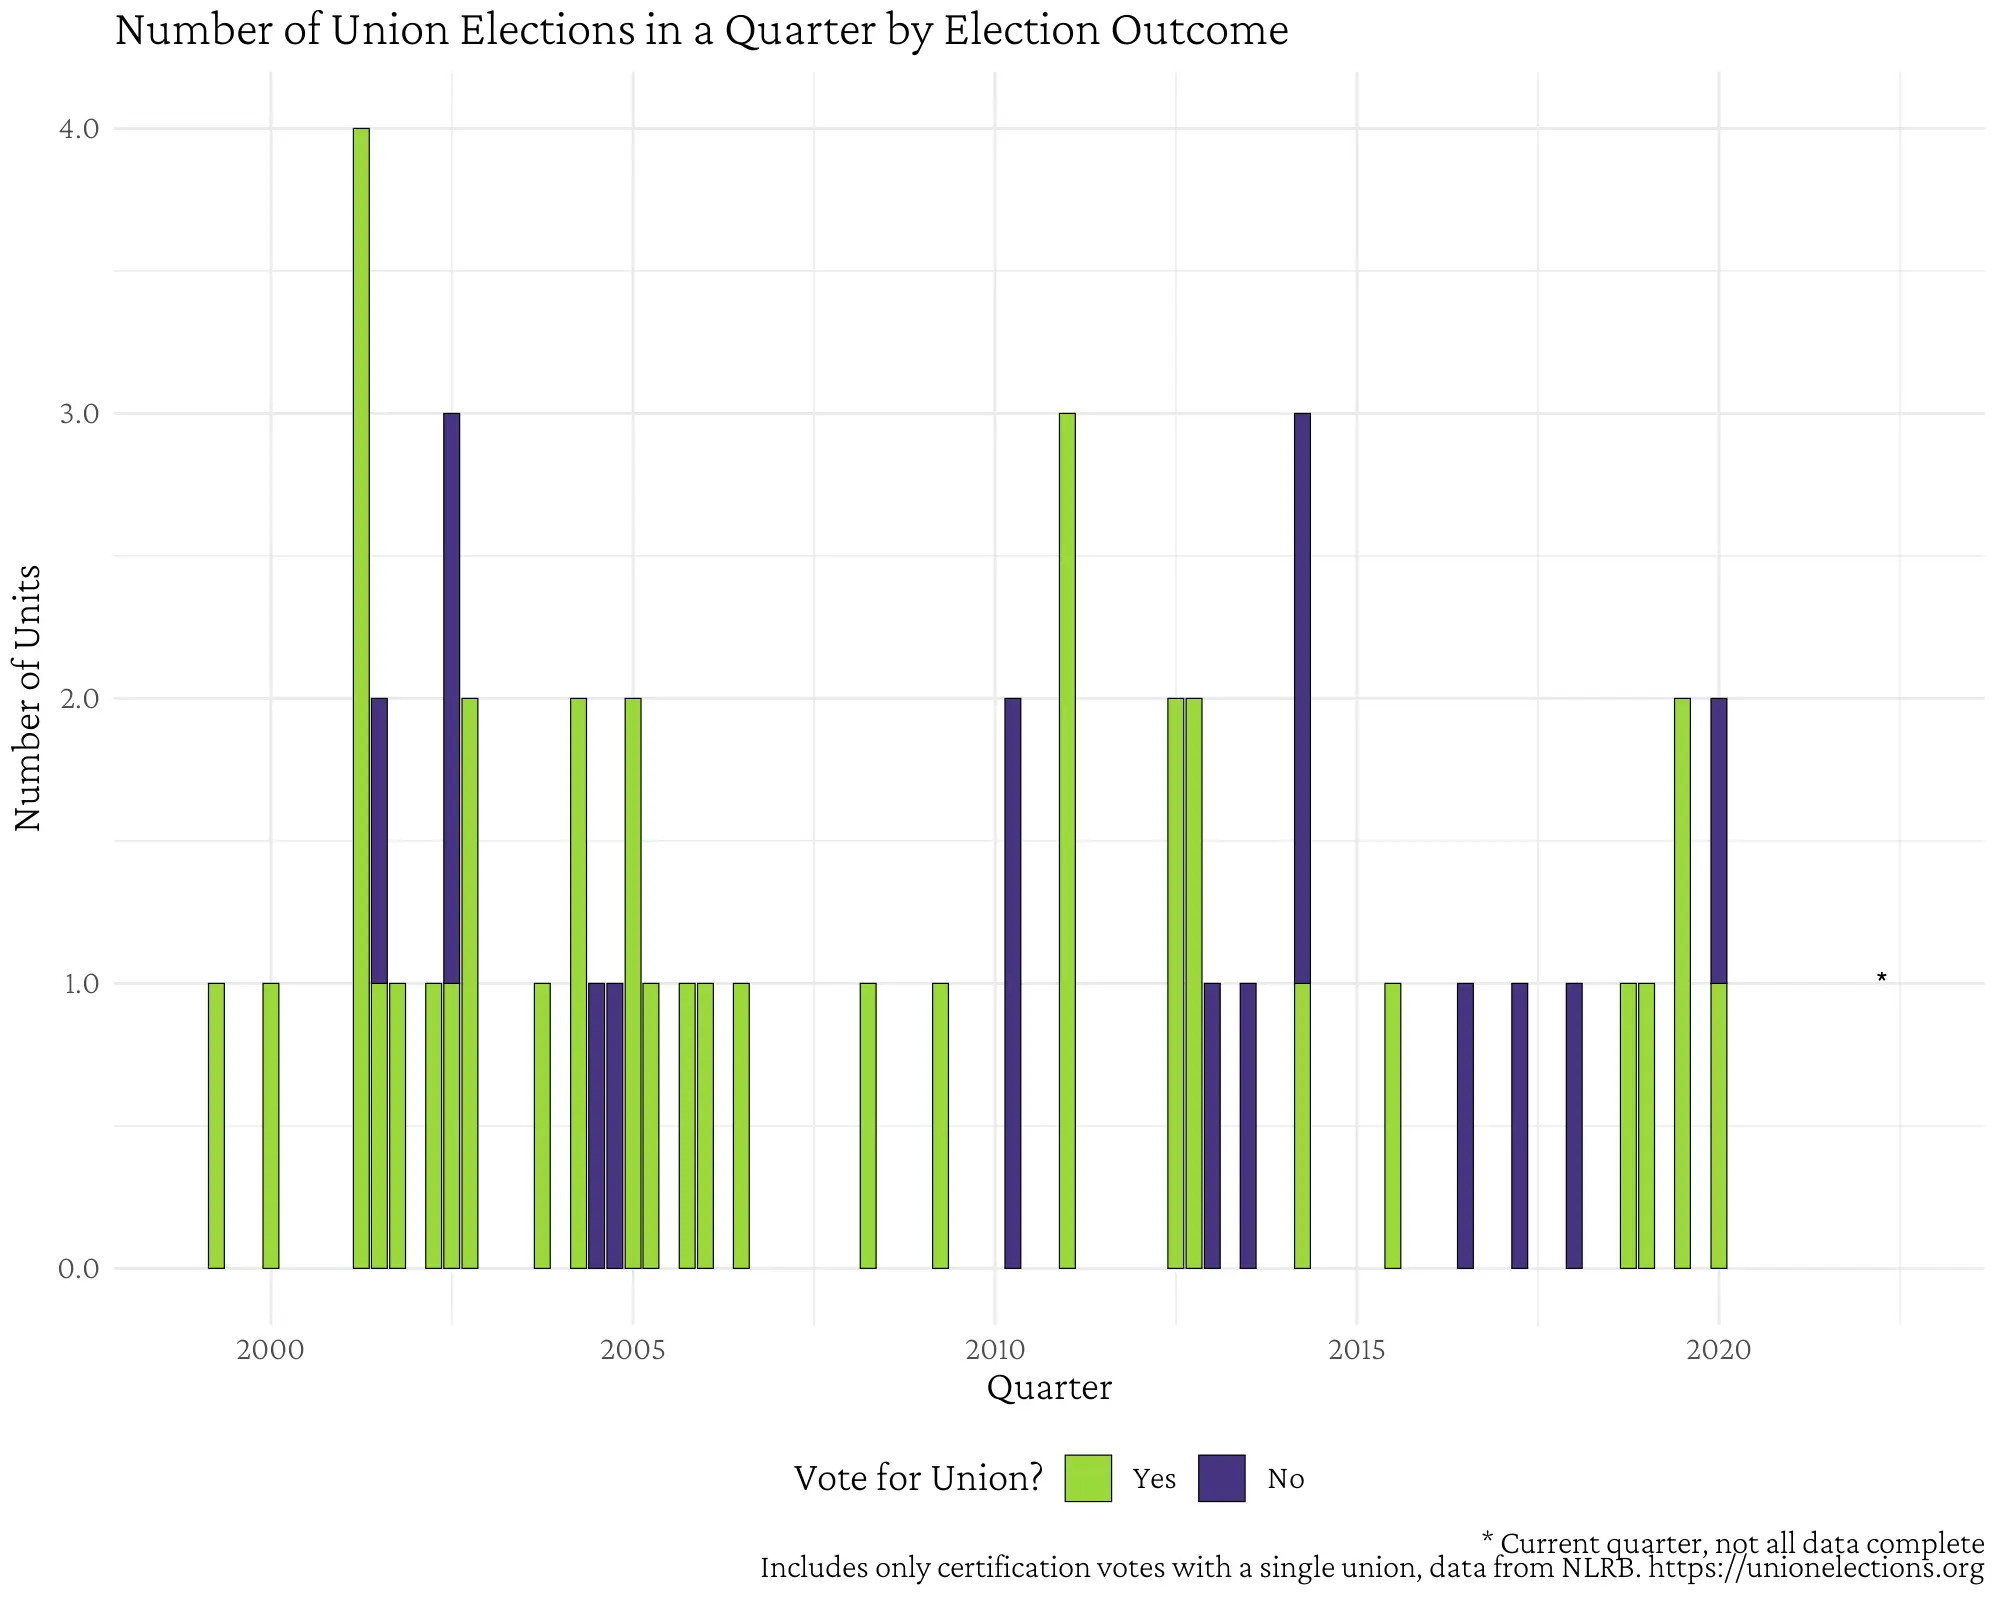 Number of Union Elections in a Quarter by Election Outcome
Number of Units
4.0
3.0
2.0
1.0
0.0
*
2000 2005 2010 2015 2020
Quarter
Vote for Union? Yes No
* Current quarter, not all data complete
Includes only certification votes with a single union, data from NLRB. https://unionelections.org